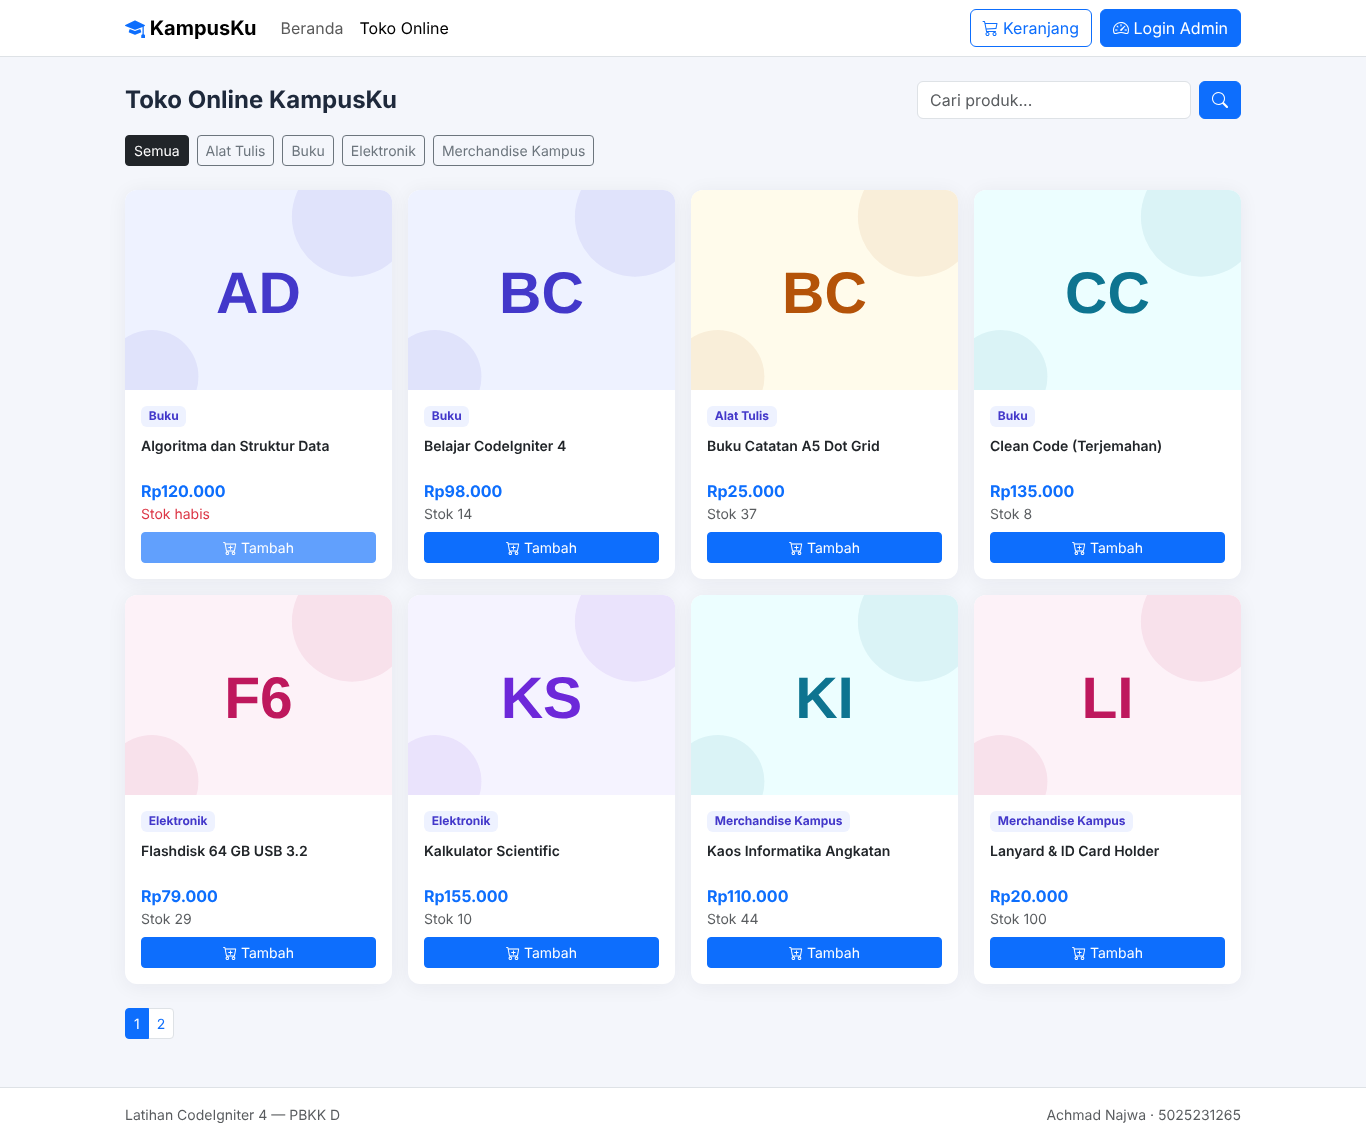 KampusKu
Beranda
Toko Online
Keranjang
Login Admin
Toko Online KampusKu
Cari produk...
Semua
Alat Tulis
Buku
Elektronik
Merchandise Kampus
AD
Buku
Algoritma dan Struktur Data
Rp120.000
Stok habis
Tambah
BC
Buku
Belajar CodeIgniter 4
Rp98.000
Stok 14
Tambah
BC
Alat Tulis
Buku Catatan A5 Dot Grid
Rp25.000
Stok 37
Tambah
CC
Buku
Clean Code (Terjemahan)
Rp135.000
Stok 8
Tambah
F6
Elektronik
Flashdisk 64 GB USB 3.2
Rp79.000
Stok 29
Tambah
KS
Elektronik
Kalkulator Scientific
Rp155.000
Stok 10
Tambah
KI
Merchandise Kampus
Kaos Informatika Angkatan
Rp110.000
Stok 44
Tambah
LI
Merchandise Kampus
Lanyard & ID Card Holder
Rp20.000
Stok 100
Tambah
1
2
Latihan CodeIgniter 4 — PBKK D
Achmad Najwa · 5025231265